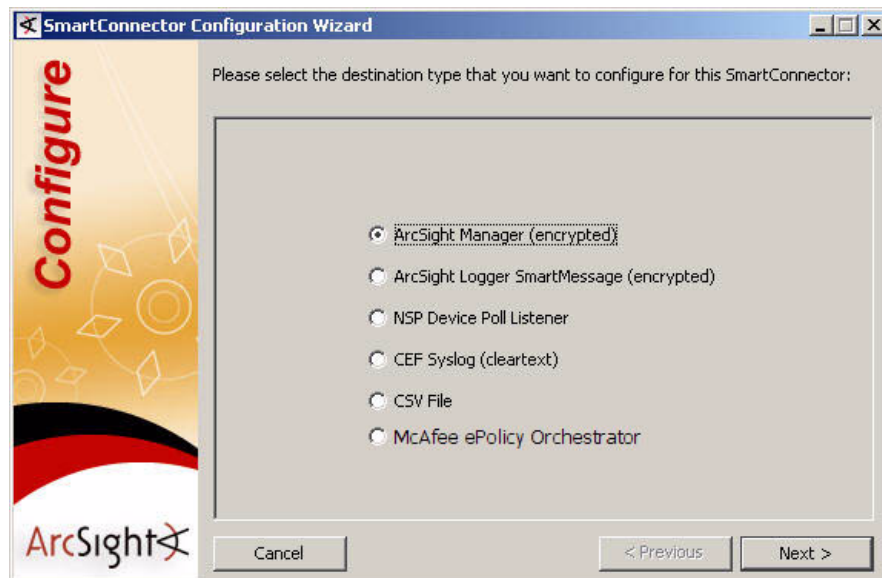 SmartConnector Configuration Wizard
Configure
Please select the destination type that you want to configure for this SmartConnector:
ArcSight Manager (encrypted)
ArcSight Logger SmartMessage (encrypted)
NSP Device Poll Listener
CEF Syslog (cleartext)
CSV File
McAfee ePolicy Orchestrator
ArcSight
Cancel
< Previous
Next >